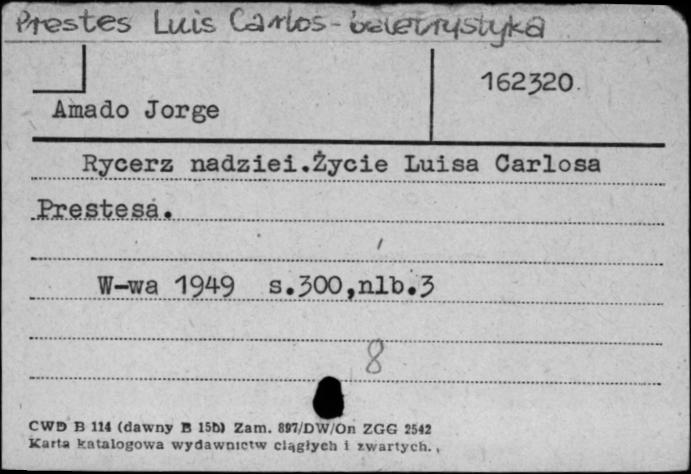 Prestes Luis Carlos - beletrystyka
162320.
Amado Jorge
Rycerz nadziei.Życie Luisa Carlosa
Prestesa.
W-wa 1949 s.300,nlb.3
8
CWD B 114 (dawny B 15b) Zam. 897/DW/On ZGG 2542
Karta katalogowa wydawnictw ciągłych i zwartych.